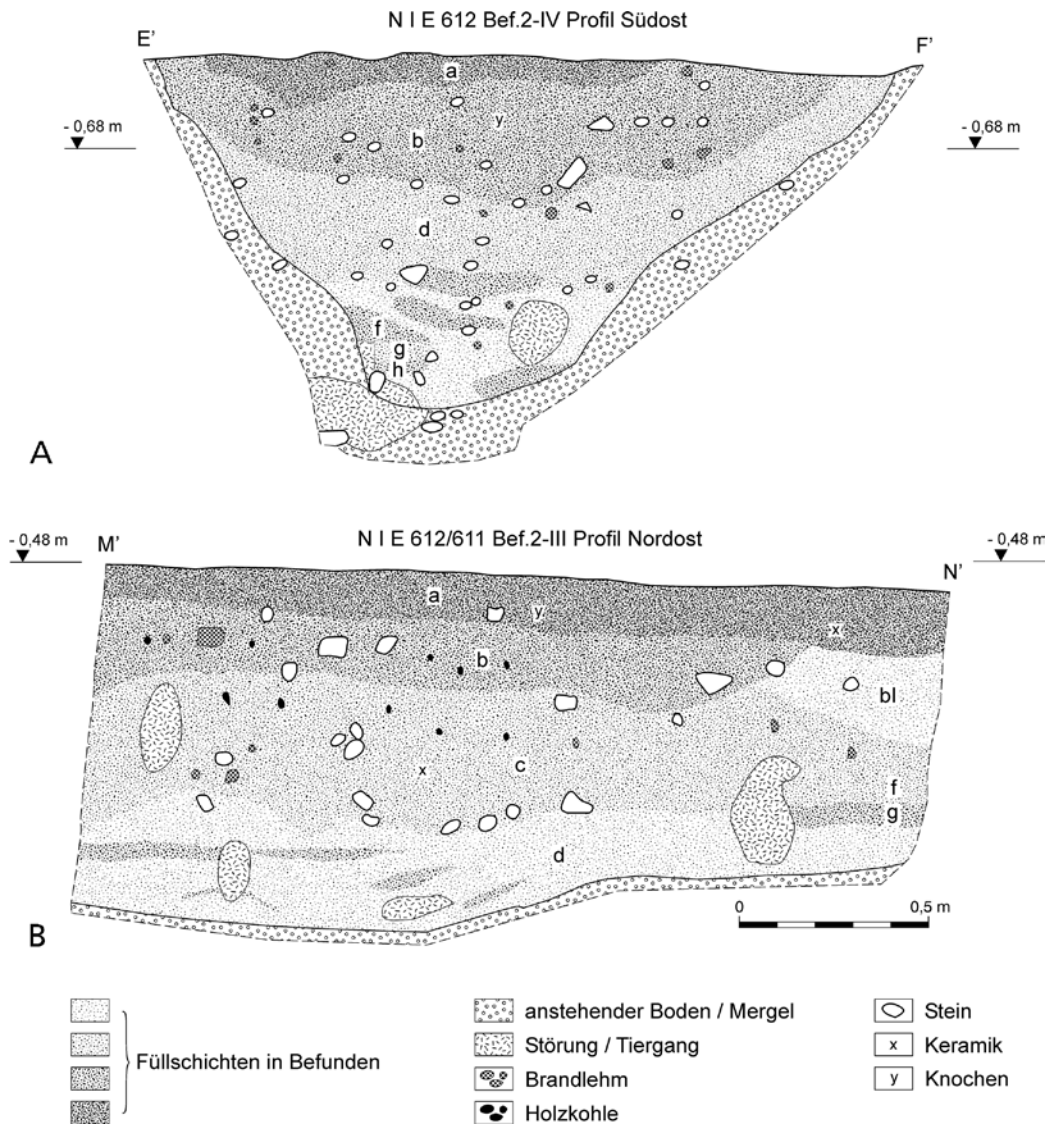 N I E 612 Bef.2-IV Profil Südost
E' F'
a
- 0,68 m y - 0,68 m
b
d
f
g
h
A
N I E 612/611 Bef.2-III Profil Nordost
- 0,48 m - 0,48 m
M' N'
a
y
x
b
bl
x c
f
g
d
0 0,5 m
B
anstehender Boden / Mergel Stein
Füllschichten in Befunden Störung / Tiergang x Keramik
Brandlehm y Knochen
Holzkohle